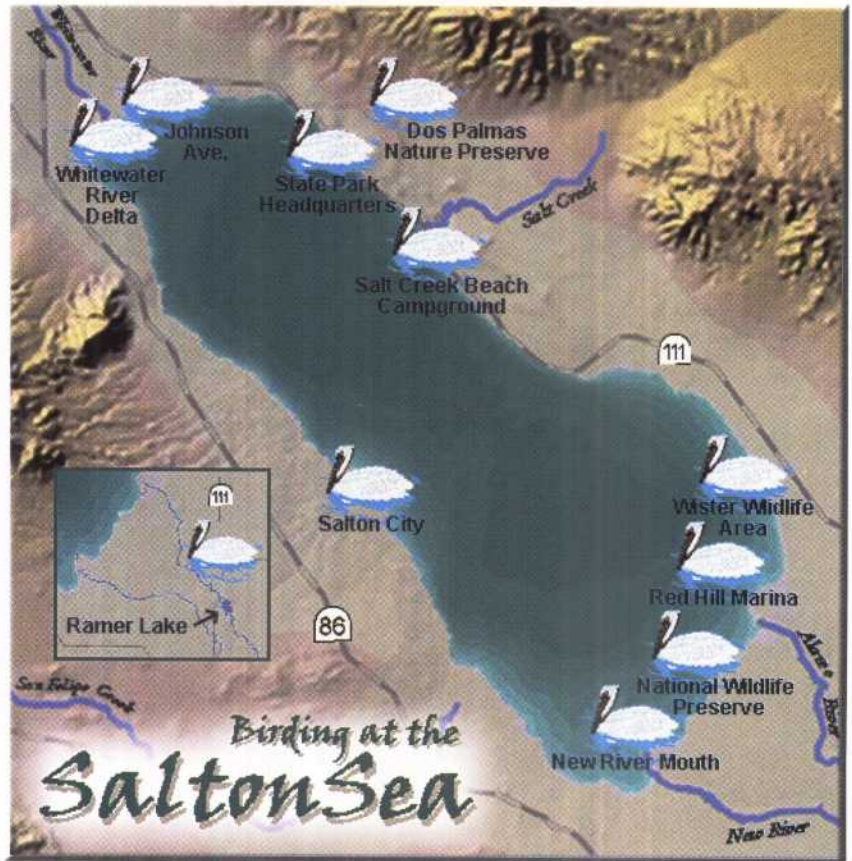 Whitewater
River
Johnson
Ave.
Dos Palmas
Nature Preserve
Whitewater
River
Delta
State Park
Headquarters
Salt Creek
Salt Creek Beach
Campground
111
Wister Wildlife
Area
Salton City
111
Ramer Lake
86
Red Hill Marina
National Wildlife
Preserve
Alamo
River
San Felipe Creek
New River Mouth
New River
Birding at the
Salton Sea